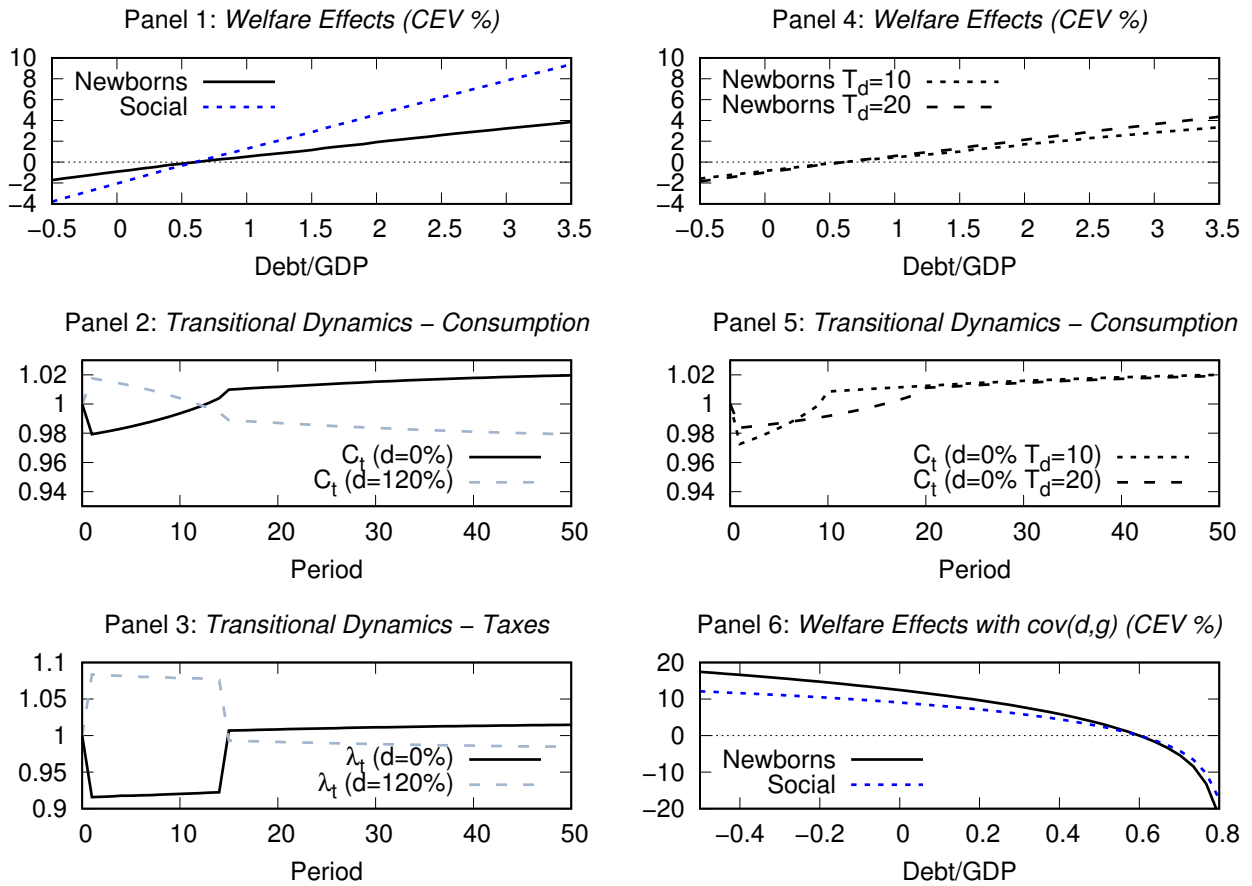 Panel 1: Welfare Effects (CEV %)
10
8
6
4
2
0
−2
−4
Newborns
Social
−0.5 0 0.5 1 1.5 2 2.5 3 3.5
Debt/GDP
Panel 4: Welfare Effects (CEV %)
10
8
6
4
2
0
−2
−4
Newborns T_d=10
Newborns T_d=20
−0.5 0 0.5 1 1.5 2 2.5 3 3.5
Debt/GDP
Panel 2: Transitional Dynamics − Consumption
1.02
1
0.98
0.96
0.94
C_t (d=0%)
C_t (d=120%)
0 10 20 30 40 50
Period
Panel 5: Transitional Dynamics − Consumption
1.02
1
0.98
0.96
0.94
C_t (d=0% T_d=10)
C_t (d=0% T_d=20)
0 10 20 30 40 50
Period
Panel 3: Transitional Dynamics − Taxes
1.1
1.05
1
0.95
0.9
λ_t (d=0%)
λ_t (d=120%)
0 10 20 30 40 50
Period
Panel 6: Welfare Effects with cov(d,g) (CEV %)
20
10
0
−10
−20
Newborns
Social
−0.4 −0.2 0 0.2 0.4 0.6 0.8
Debt/GDP